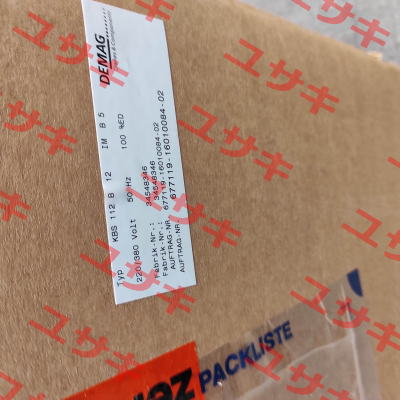 DEMAG
Typ KBS 112 B 12 IM B 5
220/380 Volt 50 Hz 100 %ED
Fabrik-Nr.: 34548346
Fabrik-Nr.: 34548346
AUFTRAG-NR. 677119-16010084-02
AUFTRAG-NR. 677119-16010084-02
PACKLISTE
ユサキ
ユサキ
ユサキ
ユサキ
ユサキ
ユサキ
ユサキ